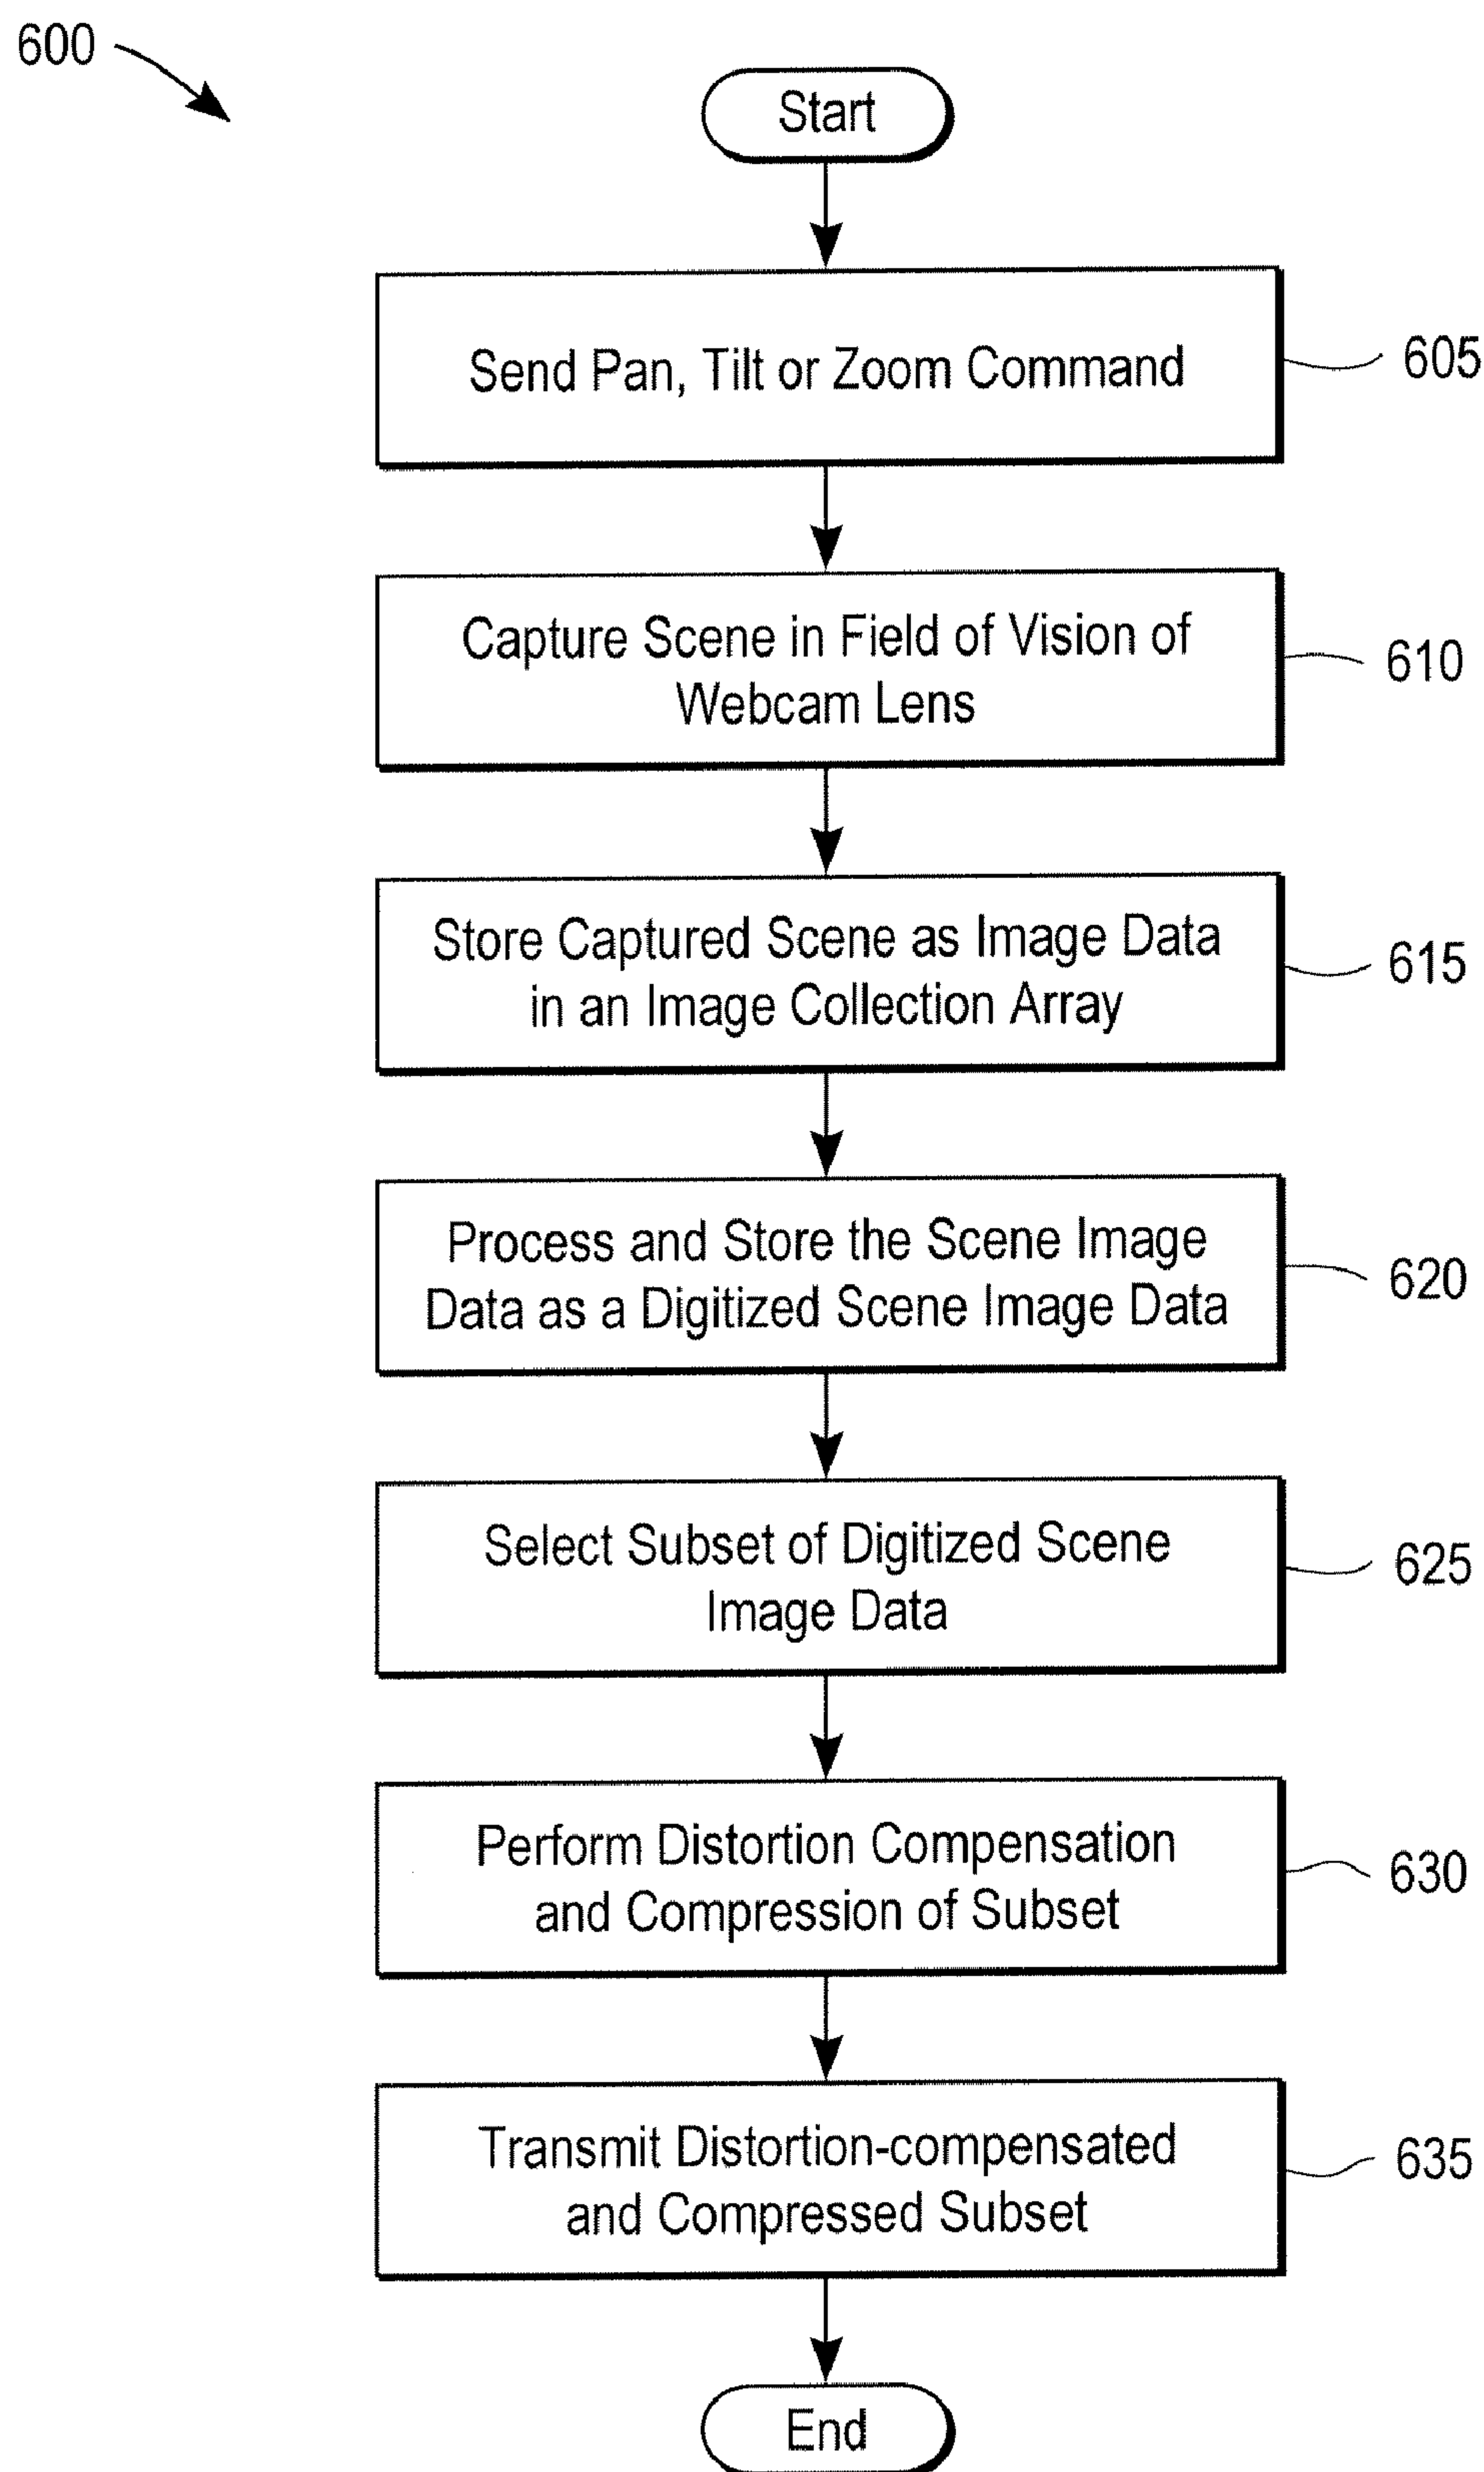 600
Start
Send Pan, Tilt or Zoom Command
605
Capture Scene in Field of Vision of
Webcam Lens
610
Store Captured Scene as Image Data
in an Image Collection Array
615
Process and Store the Scene Image
Data as a Digitized Scene Image Data
620
Select Subset of Digitized Scene
Image Data
625
Perform Distortion Compensation
and Compression of Subset
630
Transmit Distortion-compensated
and Compressed Subset
635
End